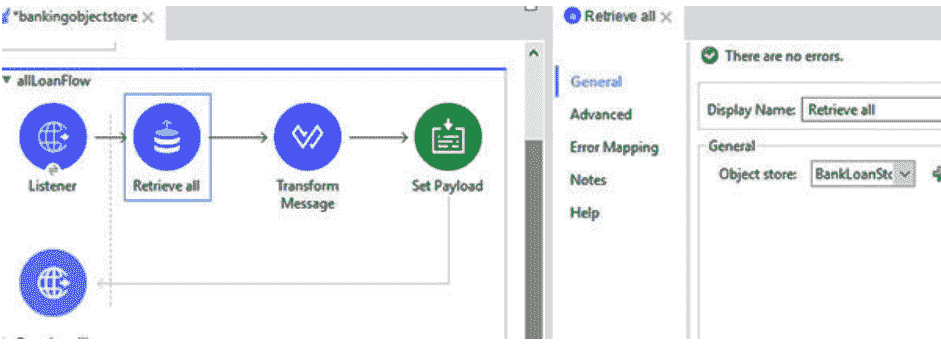 *bankingobjectstore
allLoanFlow
Listener
Retrieve all
Transform
Message
Set Payload
Retrieve all
There are no errors.
General
Advanced
Error Mapping
Notes
Help
Display Name: Retrieve all
General
Object store: BankLoanStc